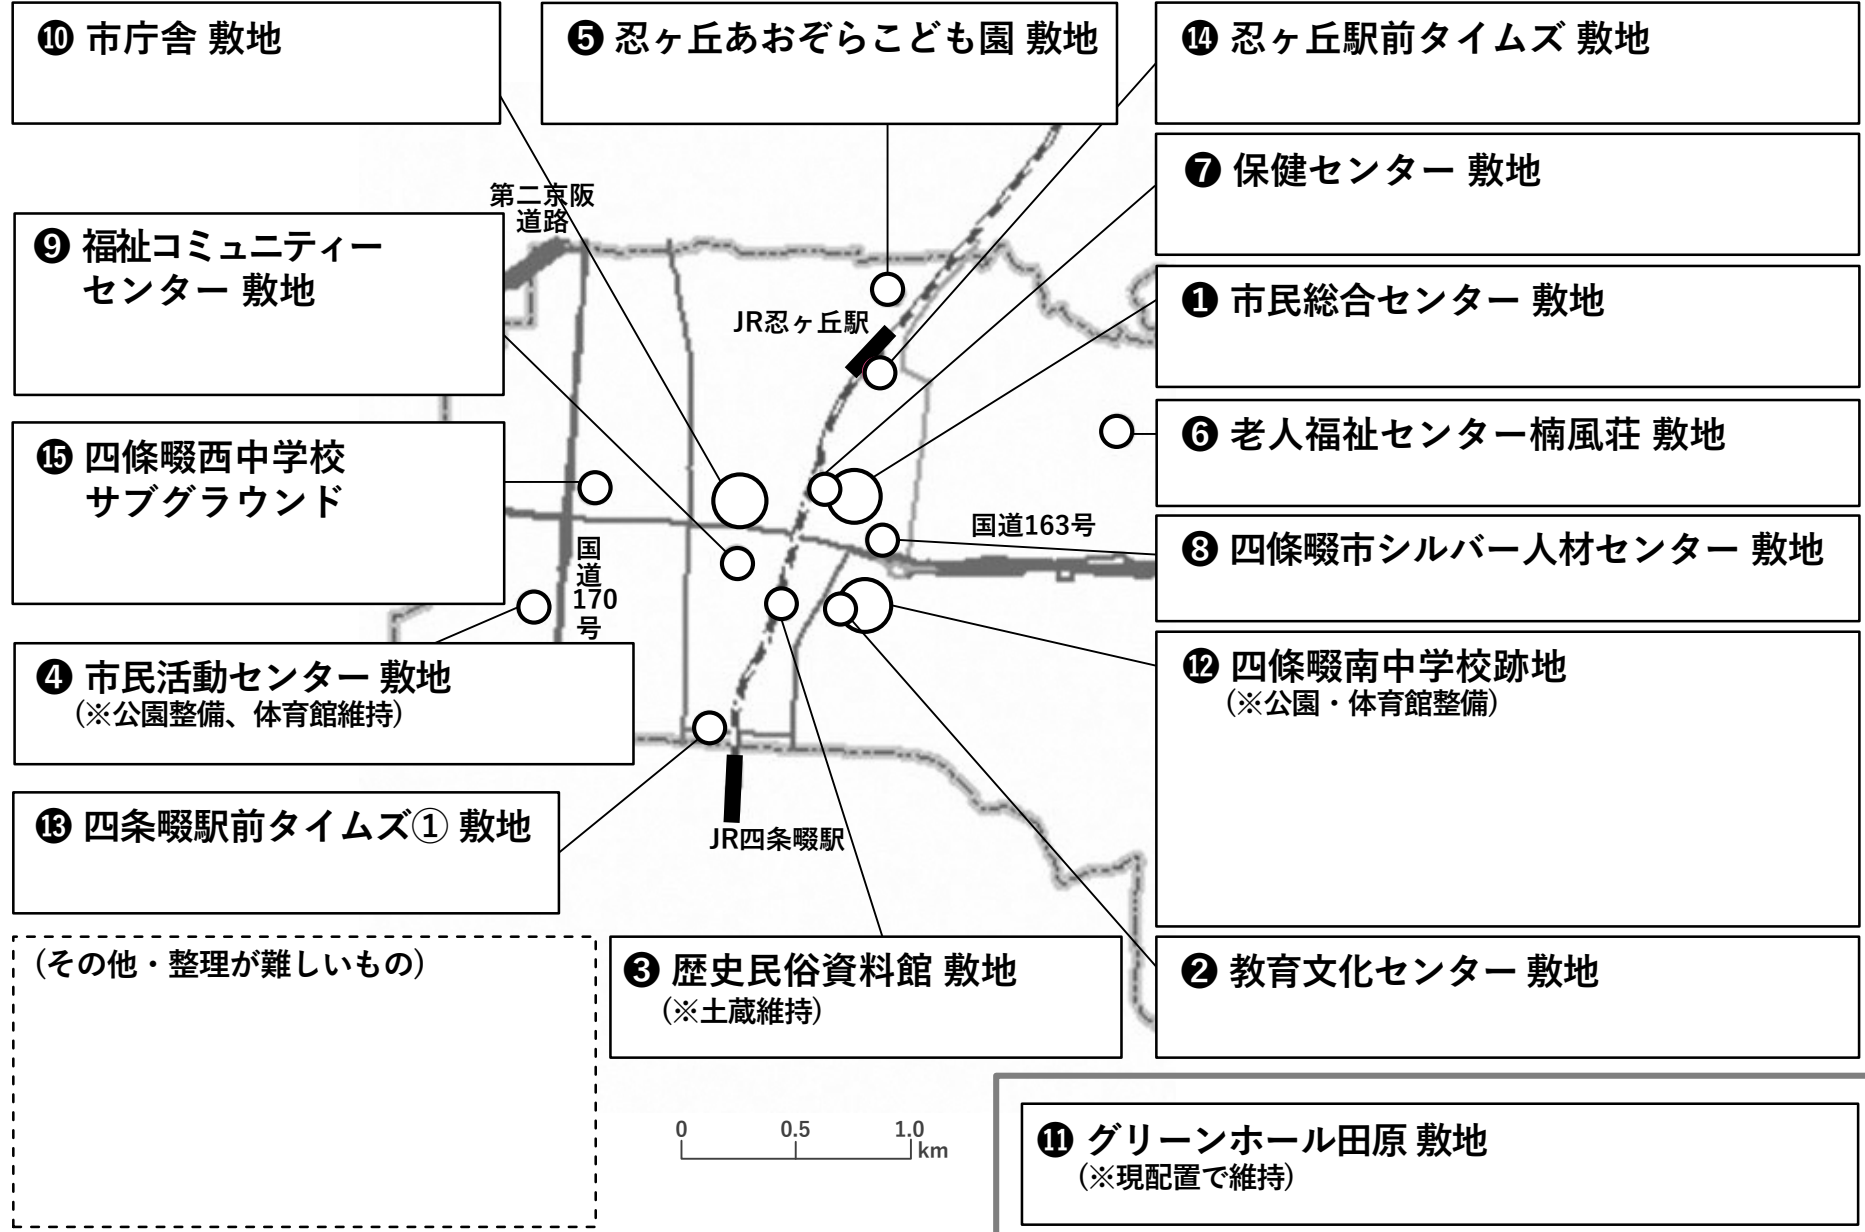 ❿ 市庁舎 敷地
❺ 忍ヶ丘あおぞらこども園 敷地
⓮ 忍ヶ丘駅前タイムズ 敷地
❼ 保健センター 敷地
第二京阪
道路
❾ 福祉コミュニティー
センター 敷地
❶ 市民総合センター 敷地
JR忍ヶ丘駅
❻ 老人福祉センター楠風荘 敷地
⓯ 四條畷西中学校
サブグラウンド
国道163号
❽ 四條畷市シルバー人材センター 敷地
国
道
170
号
❹ 市民活動センター 敷地
(※公園整備、体育館維持)
⓬ 四條畷南中学校跡地
(※公園・体育館整備)
⓭ 四条畷駅前タイムズ① 敷地
JR四条畷駅
(その他・整理が難しいもの)
❸ 歴史民俗資料館 敷地
(※土蔵維持)
❷ 教育文化センター 敷地
0 0.5 1.0
km
⓫ グリーンホール田原 敷地
(※現配置で維持)